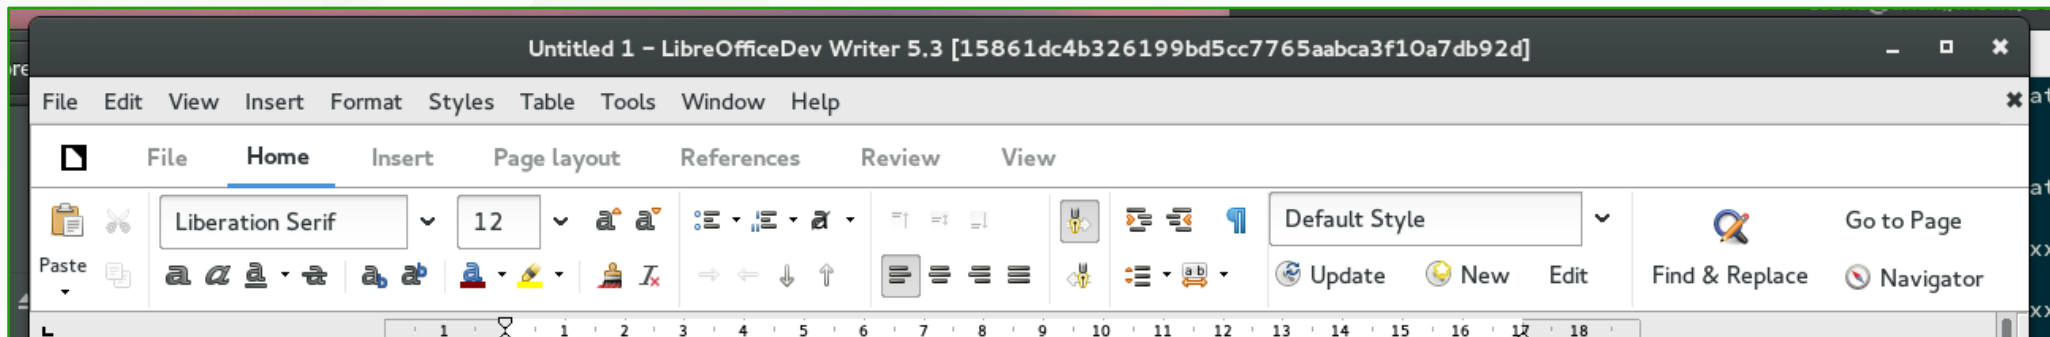 Untitled 1 – LibreOfficeDev Writer 5.3 [15861dc4b326199bd5cc7765aabca3f10a7db92d]
File Edit View Insert Format Styles Table Tools Window Help
File Home Insert Page layout References Review View
Liberation Serif 12 Default Style Go to Page
Paste Update New Edit Find & Replace Navigator
1 1 2 3 4 5 6 7 8 9 10 11 12 13 14 15 16 17 18